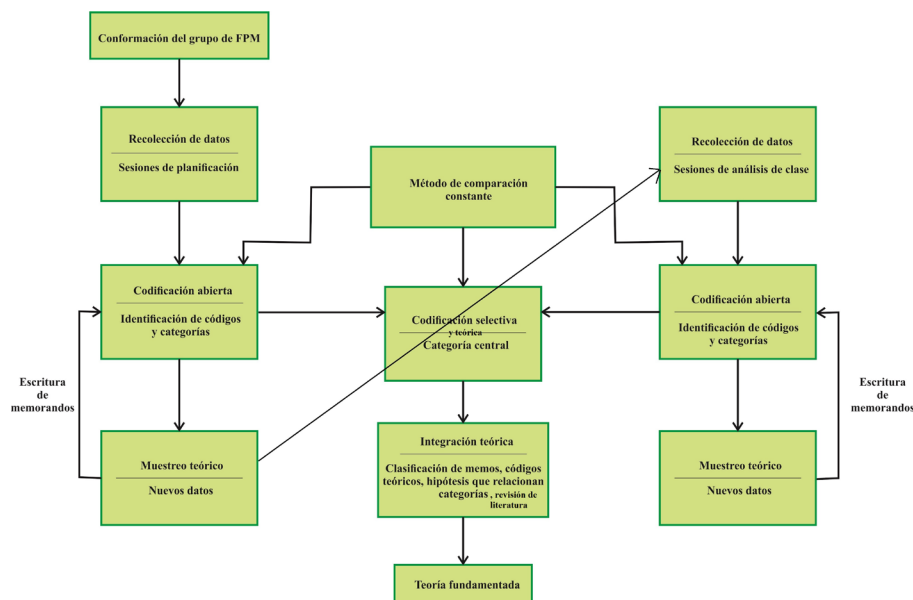 Conformación del grupo de FPM
Recolección de datos
Sesiones de planificación
Recolección de datos
Sesiones de análisis de clase
Método de comparación
constante
Codificación abierta
Identificación de códigos
y categorías
Codificación selectiva
y teórica
Categoría central
Codificación abierta
Identificación de códigos
y categorías
Escritura
de
memorandos
Escritura
de
memorandos
Muestreo teórico
Nuevos datos
Integración teórica
Clasificación de memos, códigos
teóricos, hipótesis que relacionan
categorías , revisión de
literatura
Muestreo teórico
Nuevos datos
Teoría fundamentada